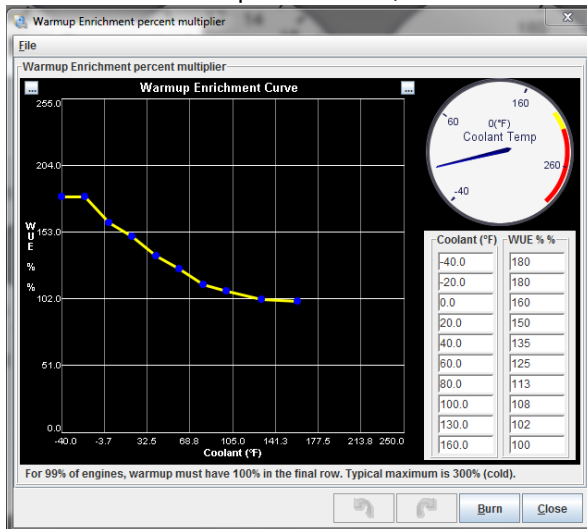 Warmup Enrichment percent multiplier
x
File
Warmup Enrichment percent multiplier
... Warmup Enrichment Curve ...
255.0
204.0
153.0
102.0
51.0
0.0
WUE % %
-40.0 -3.7 32.5 68.8 105.0 141.3 177.5 213.8 250.0
Coolant (°F)
160
60
0(°F)
Coolant Temp
260
-40
Coolant (°F) WUE % %
-40.0 180
-20.0 180
0.0 160
20.0 150
40.0 135
60.0 125
80.0 113
100.0 108
130.0 102
160.0 100
For 99% of engines, warmup must have 100% in the final row. Typical maximum is 300% (cold).
Burn Close